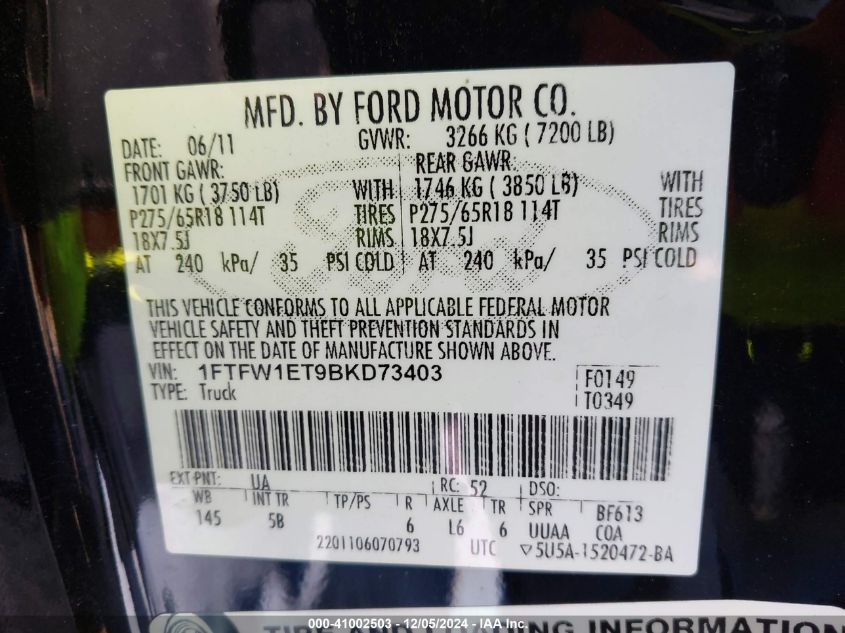 MFD. BY FORD MOTOR CO.
DATE: 06/11 GVWR: 3266 KG ( 7200 LB)
FRONT GAWR: REAR GAWR:
1701 KG ( 3750 LB) WITH 1746 KG ( 3850 LB) WITH
P275/65R18 114T TIRES P275/65R18 114T TIRES
18X7.5J RIMS 18X7.5J RIMS
AT 240 kPa/ 35 PSI COLD AT 240 kPa/ 35 PSI COLD
THIS VEHICLE CONFORMS TO ALL APPLICABLE FEDERAL MOTOR
VEHICLE SAFETY AND THEFT PREVENTION STANDARDS IN
EFFECT ON THE DATE OF MANUFACTURE SHOWN ABOVE.
VIN: 1FTFW1ET9BKD73403 F0149
TYPE: Truck T0349
EXT PNT: UA RC: 52 DSO:
WB INT TR TP/PS R AXLE TR SPR BF613
145 5B 6 L6 6 UUAA COA
2201106070793 UTC ▽5U5A-1520472-BA
TIRE AND LOADING INFORMATION
000-41002503 - 12/05/2024 - IAA Inc.